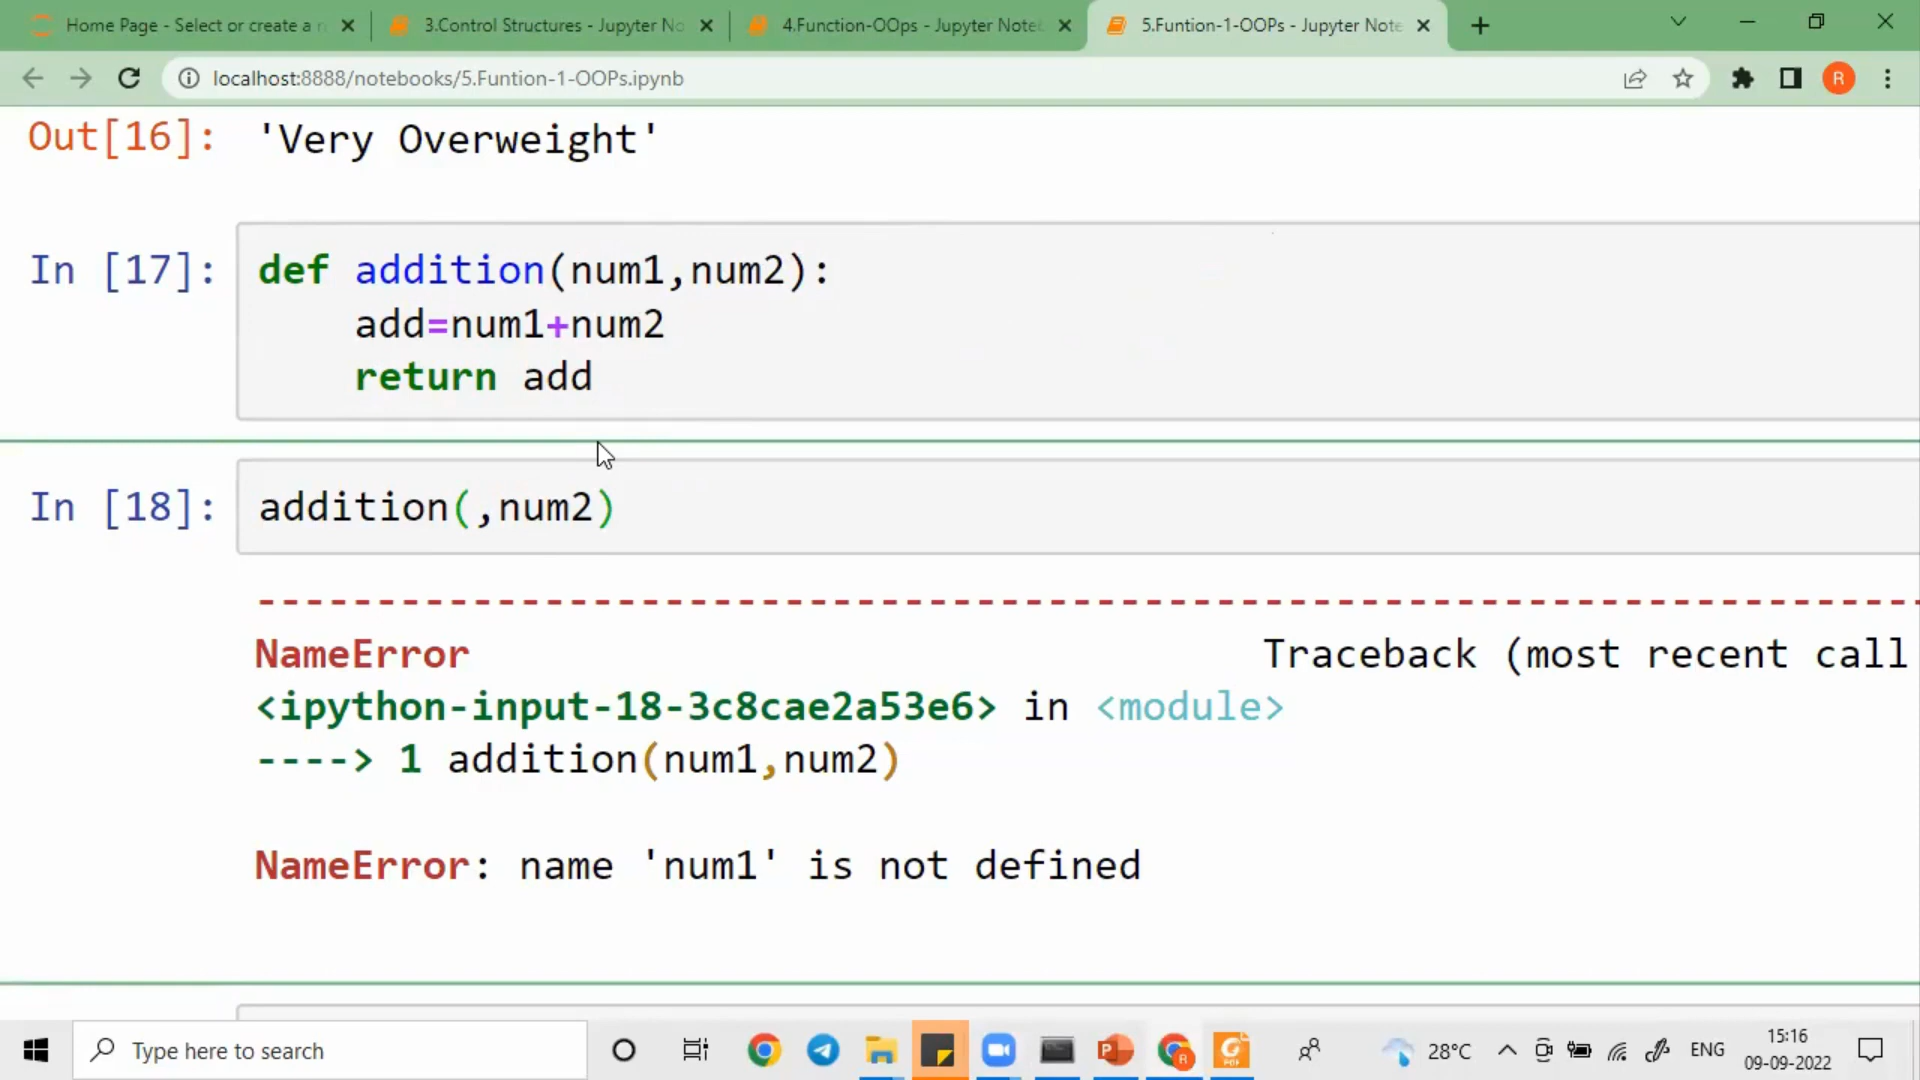 Home Page - Select or create a n
3.Control Structures - Jupyter No
4.Function-OOps - Jupyter Note
5.Funtion-1-OOPs - Jupyter Note
localhost:8888/notebooks/5.Funtion-1-OOPs.ipynb
R
Out[16]: 'Very Overweight'
In [17]: def addition(num1,num2):
add=num1+num2
return add
In [18]: addition(,num2)
---------------------------------------------------------------------
NameError Traceback (most recent call
<ipython-input-18-3c8cae2a53e6> in <module>
----> 1 addition(num1,num2)
NameError: name 'num1' is not defined
Type here to search
28°C
ENG
15:16
09-09-2022